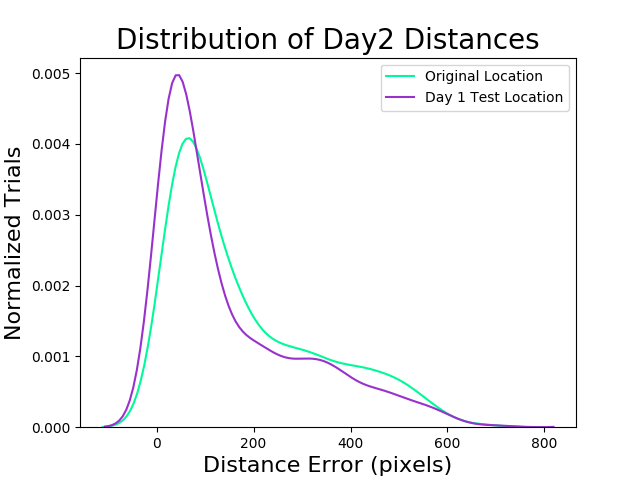 Distribution of Day2 Distances
Original Location
Day 1 Test Location
Normalized Trials
0.005
0.004
0.003
0.002
0.001
0.000
0 200 400 600 800
Distance Error (pixels)